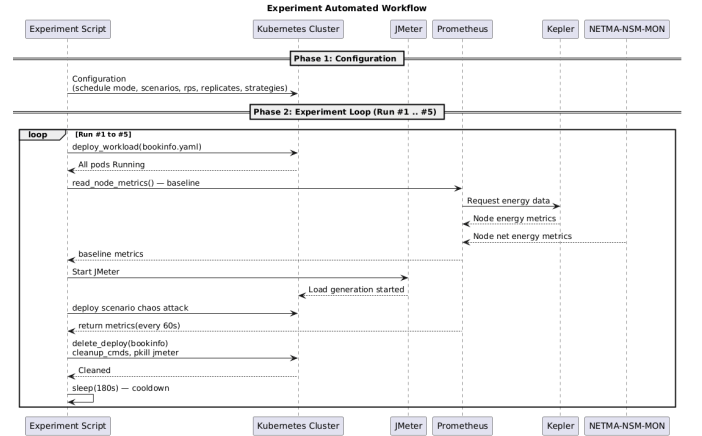 Experiment Automated Workflow
Experiment Script
Kubernetes Cluster
JMeter
Prometheus
Kepler
NETMA-NSM-MON
Phase 1: Configuration
Configuration
(schedule mode, scenarios, rps, replicates, strategies)
Phase 2: Experiment Loop (Run #1 .. #5)
loop
[Run #1 to #5]
deploy_workload(bookinfo.yaml)
All pods Running
read_node_metrics() — baseline
Request energy data
Node energy metrics
Node net energy metrics
baseline metrics
Start JMeter
Load generation started
deploy scenario chaos attack
return metrics(every 60s)
delete_deploy(bookinfo)
cleanup_cmds, pkill jmeter
Cleaned
sleep(180s) — cooldown
Experiment Script
Kubernetes Cluster
JMeter
Prometheus
Kepler
NETMA-NSM-MON